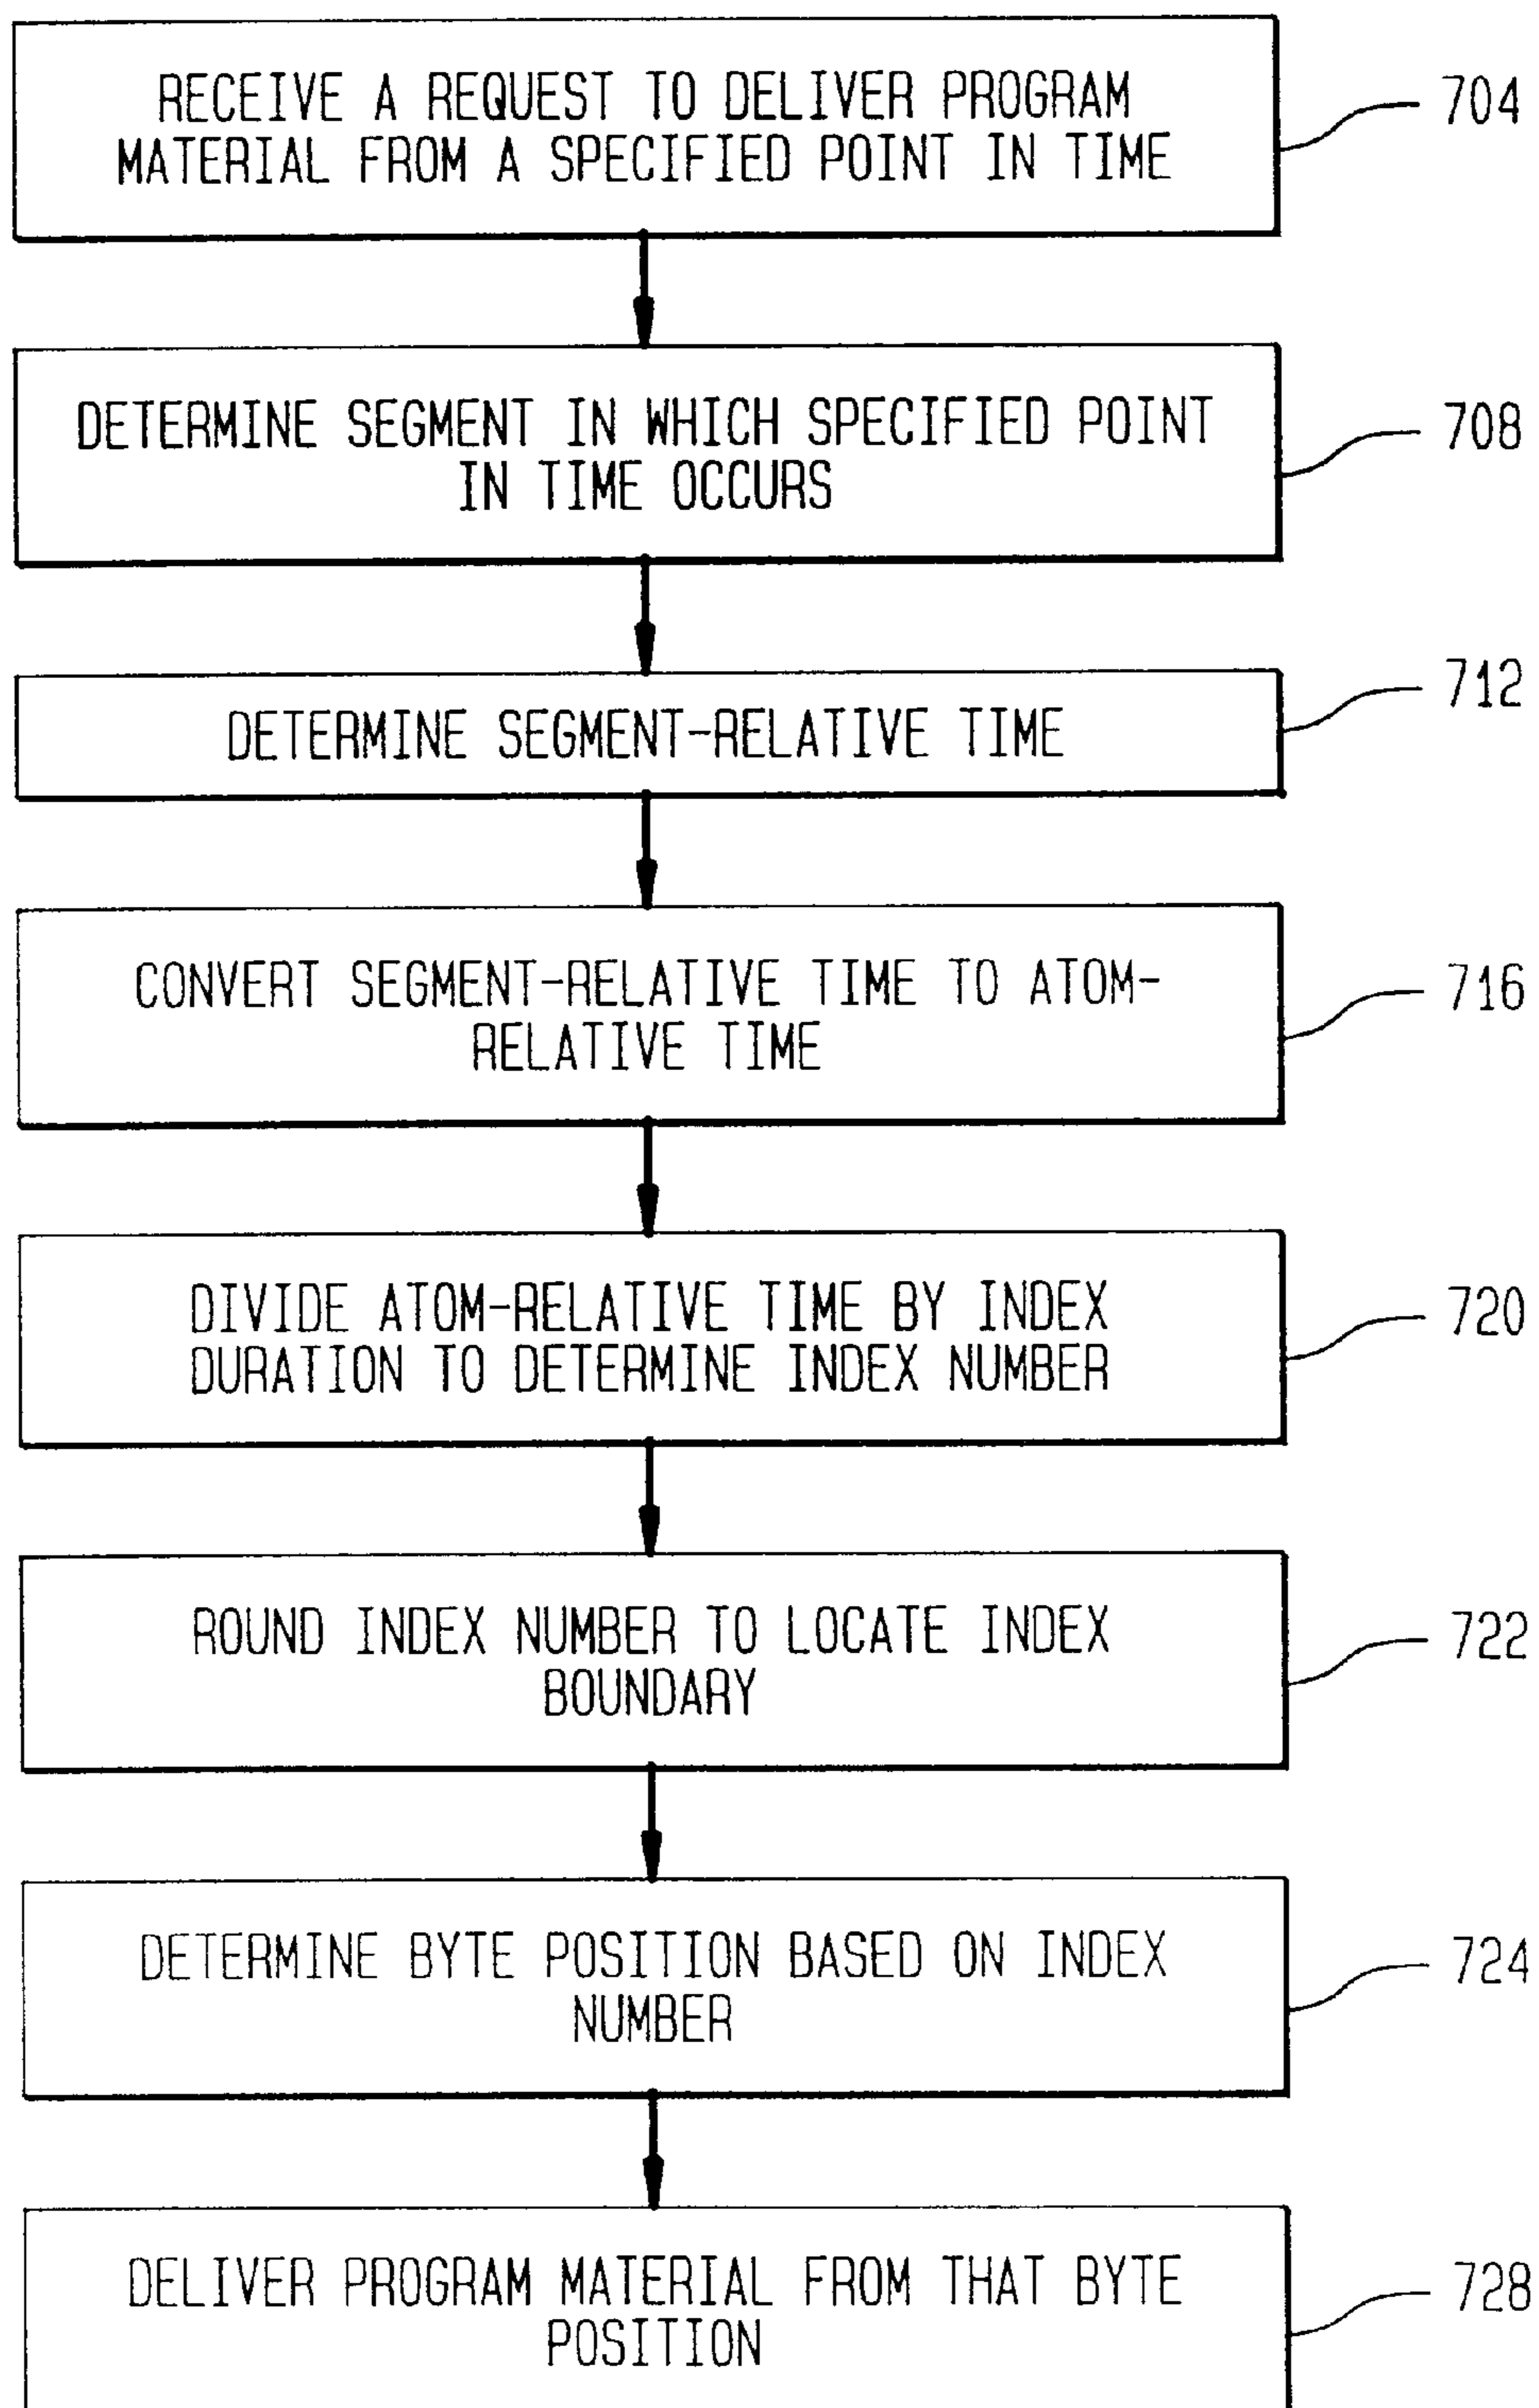 RECEIVE A REQUEST TO DELIVER PROGRAM
MATERIAL FROM A SPECIFIED POINT IN TIME
704
DETERMINE SEGMENT IN WHICH SPECIFIED POINT
IN TIME OCCURS
708
DETERMINE SEGMENT-RELATIVE TIME
712
CONVERT SEGMENT-RELATIVE TIME TO ATOM-
RELATIVE TIME
716
DIVIDE ATOM-RELATIVE TIME BY INDEX
DURATION TO DETERMINE INDEX NUMBER
720
ROUND INDEX NUMBER TO LOCATE INDEX
BOUNDARY
722
DETERMINE BYTE POSITION BASED ON INDEX
NUMBER
724
DELIVER PROGRAM MATERIAL FROM THAT BYTE
POSITION
728